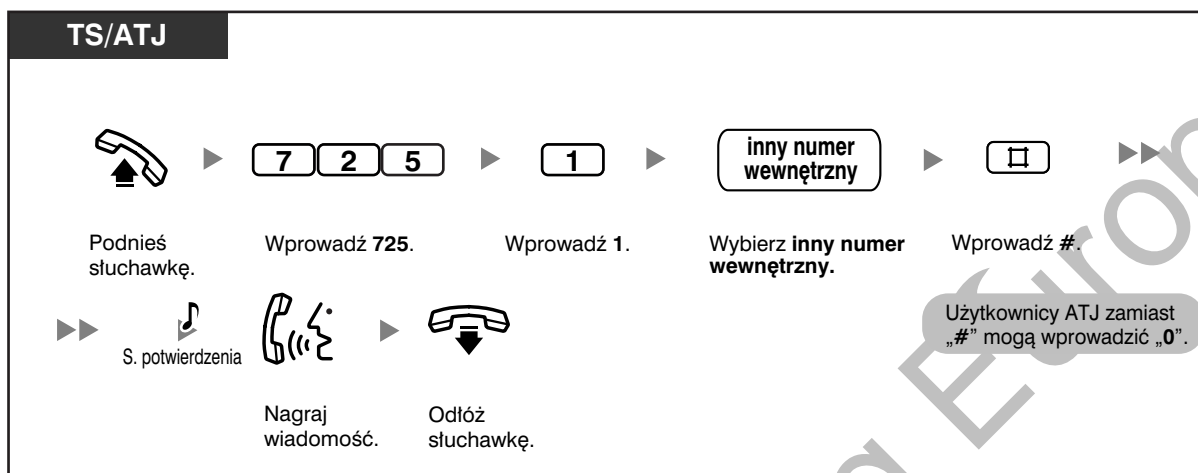 TS/ATJ
7 2 5
1
inny numer
wewnętrzny
Podnieś
słuchawkę.
Wprowadź 725.
Wprowadź 1.
Wybierz inny numer
wewnętrzny.
Wprowadź #.
Użytkownicy ATJ zamiast
„#” mogą wprowadzić „0”.
S. potwierdzenia
Nagraj
wiadomość.
Odłóż
słuchawkę.